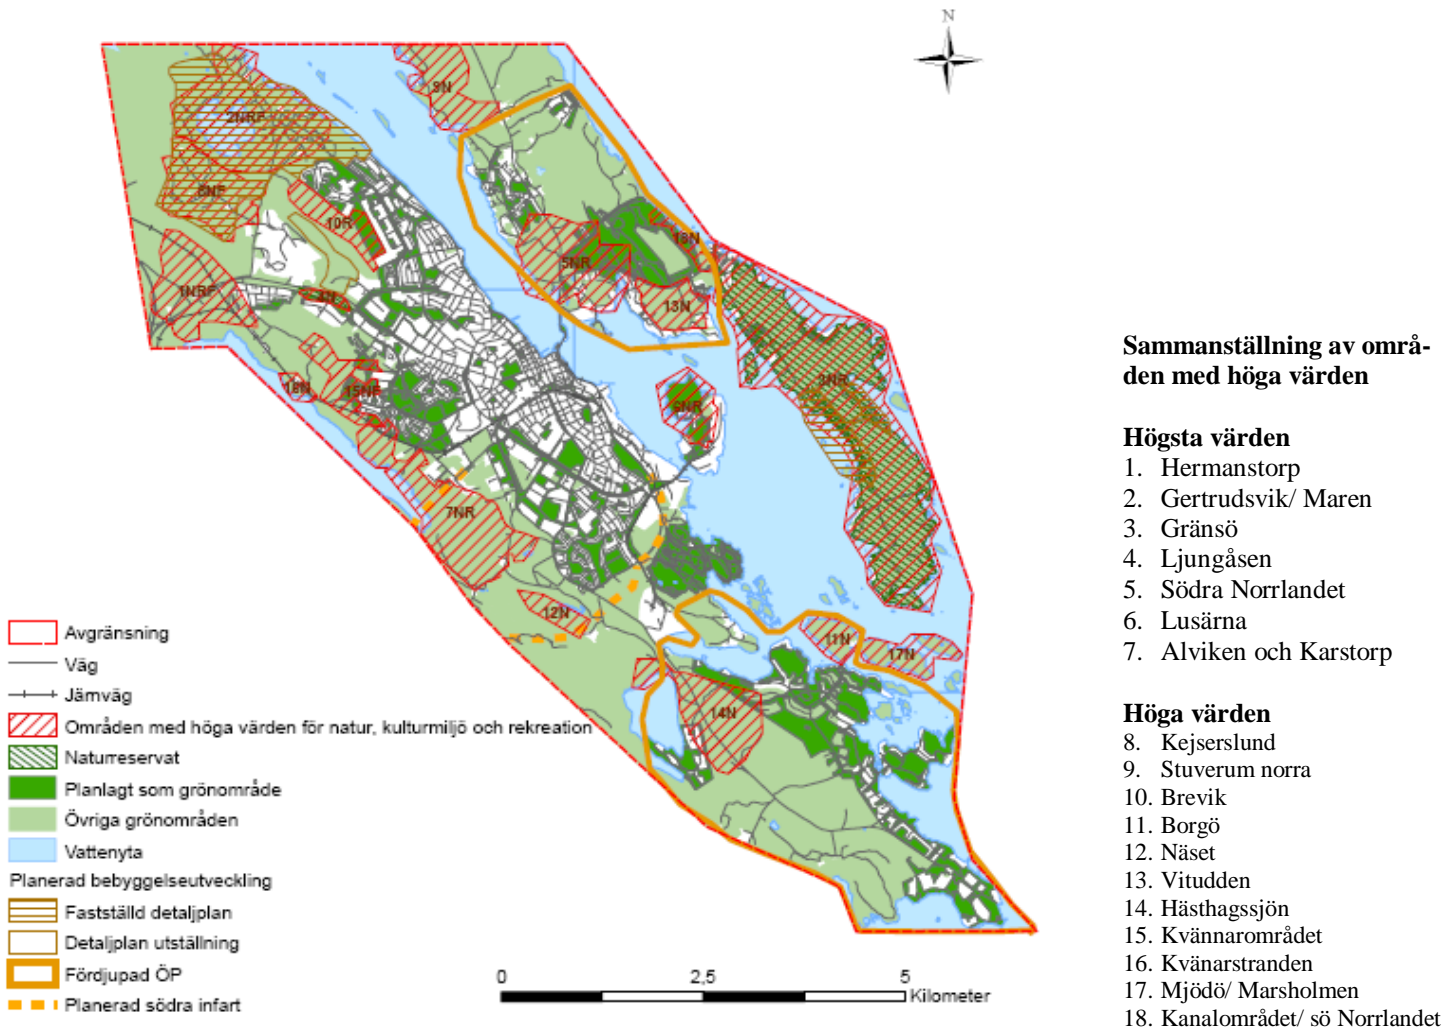 N
9N
2NRF
8NF
10R
1NRF
4N
18N
5NR
13N
3NR
6NR
16N
15NF
7NR
12N
11N
17N
14N
Avgränsning
Väg
Järnväg
Områden med höga värden för natur, kulturmiljö och rekreation
Naturreservat
Planlagt som grönområde
Övriga grönområden
Vattenyta
Planerad bebyggelseutveckling
Fastställd detaljplan
Detaljplan utställning
Fördjupad ÖP
Planerad södra infart
0 2,5 5
Kilometer
Sammanställning av områ-
den med höga värden
Högsta värden
1. Hermanstorp
2. Gertrudsvik/ Maren
3. Gränsö
4. Ljungåsen
5. Södra Norrlandet
6. Lusärna
7. Alviken och Karstorp
Höga värden
8. Kejserslund
9. Stuverum norra
10. Brevik
11. Borgö
12. Näset
13. Vitudden
14. Hästhagssjön
15. Kvännarområdet
16. Kvänarstranden
17. Mjödö/ Marsholmen
18. Kanalområdet/ sö Norrlandet